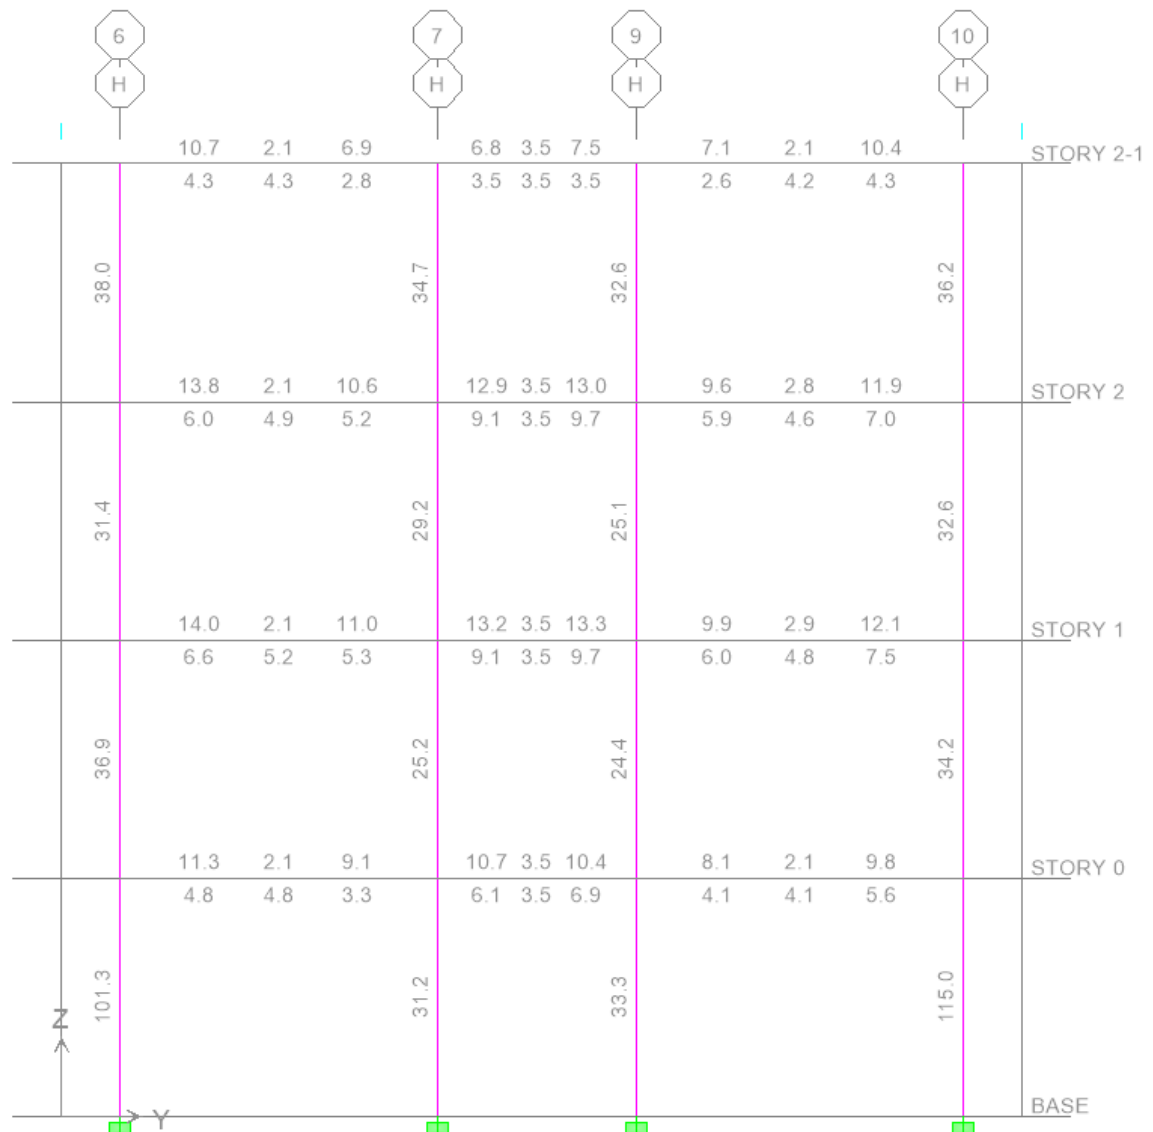 6 7 9 10
H H H H
10.7 2.1 6.9 6.8 3.5 7.5 7.1 2.1 10.4 STORY 2-1
4.3 4.3 2.8 3.5 3.5 3.5 2.6 4.2 4.3
38.0 34.7 32.6 36.2
13.8 2.1 10.6 12.9 3.5 13.0 9.6 2.8 11.9 STORY 2
6.0 4.9 5.2 9.1 3.5 9.7 5.9 4.6 7.0
31.4 29.2 25.1 32.6
14.0 2.1 11.0 13.2 3.5 13.3 9.9 2.9 12.1 STORY 1
6.6 5.2 5.3 9.1 3.5 9.7 6.0 4.8 7.5
36.9 25.2 24.4 34.2
11.3 2.1 9.1 10.7 3.5 10.4 8.1 2.1 9.8 STORY 0
4.8 4.8 3.3 6.1 3.5 6.9 4.1 4.1 5.6
101.3 31.2 33.3 115.0
Z
Y BASE